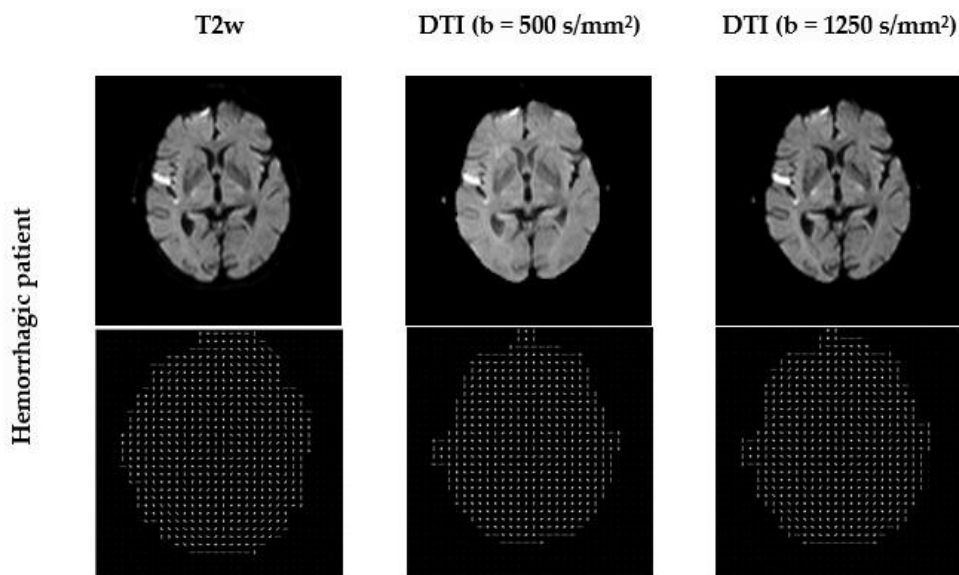 T2w
DTI (b = 500 s/mm²)
DTI (b = 1250 s/mm²)
Hemorrhagic patient